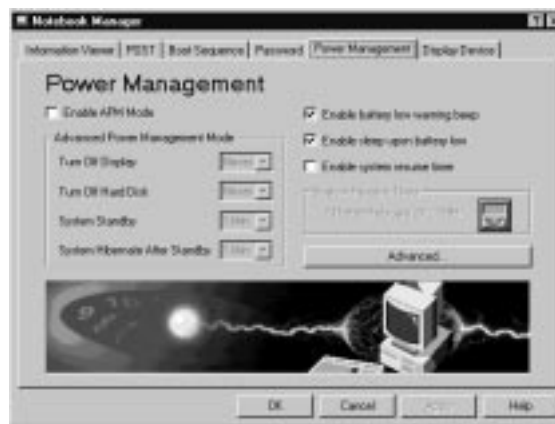 Notebook Manager
Information Viewer | POST | Boot Sequence | Password | Power Management | Display Device
Power Management
Enable APM Mode
Enable battery low warning beep
Advanced Power Management Mode
Enable sleep upon battery low
Turn Off Display
Enable system resume timer
Turn Off Hard Disk
System Standby
System Hibernate After Standby
Advanced...
OK Cancel Help